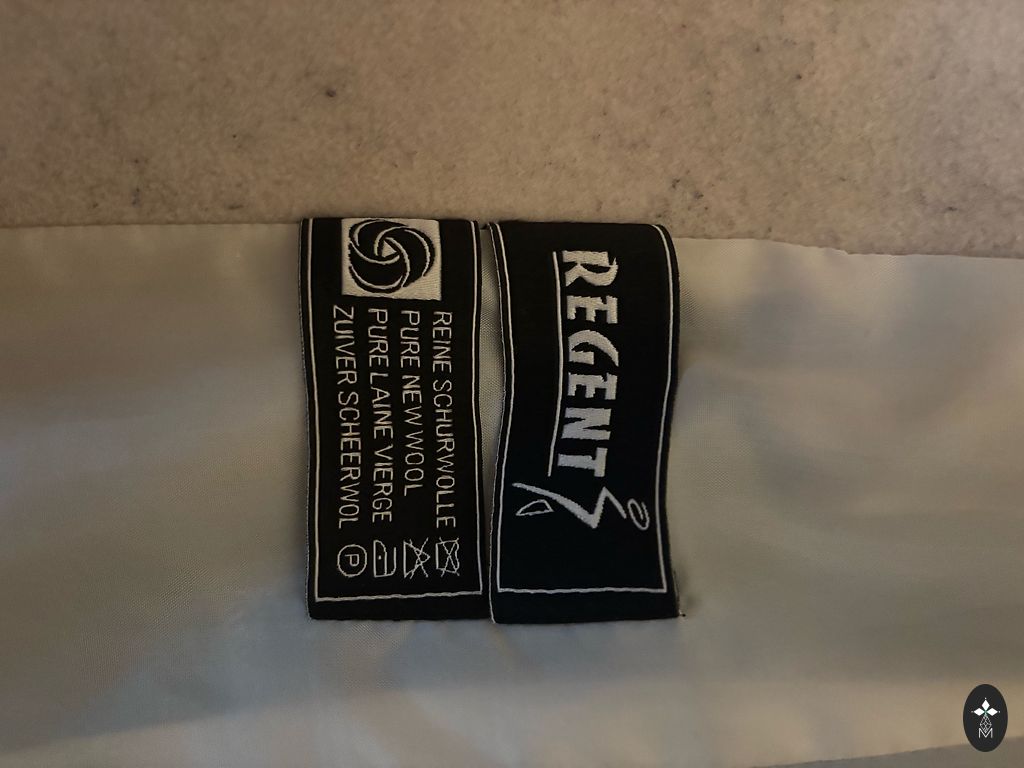 REINE SCHURWOLLE
PURE NEW WOOL
PURE LAINE VIERGE
ZUIVER SCHEERWOL
P
REGENT
M